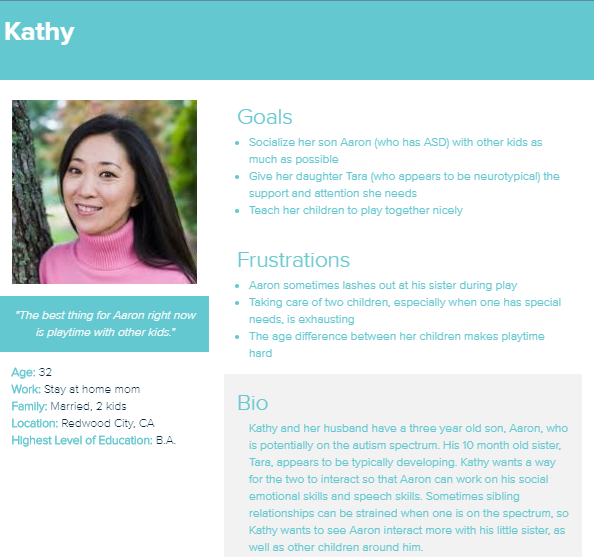 Kathy
"The best thing for Aaron right now
is playtime with other kids."
Age: 32
Work: Stay at home mom
Family: Married, 2 kids
Location: Redwood City, CA
Highest Level of Education: B.A.
Goals
• Socialize her son Aaron (who has ASD) with other kids as
much as possible
• Give her daughter Tara (who appears to be neurotypical) the
support and attention she needs
• Teach her children to play together nicely
Frustrations
• Aaron sometimes lashes out at his sister during play
• Taking care of two children, especially when one has special
needs, is exhausting
• The age difference between her children makes playtime
hard
Bio
Kathy and her husband have a three year old son, Aaron, who
is potentially on the autism spectrum. His 10 month old sister,
Tara, appears to be typically developing. Kathy wants a way
for the two to interact so that Aaron can work on his social
emotional skills and speech skills. Sometimes sibling
relationships can be strained when one is on the spectrum, so
Kathy wants to see Aaron interact more with his little sister, as
well as other children around him.